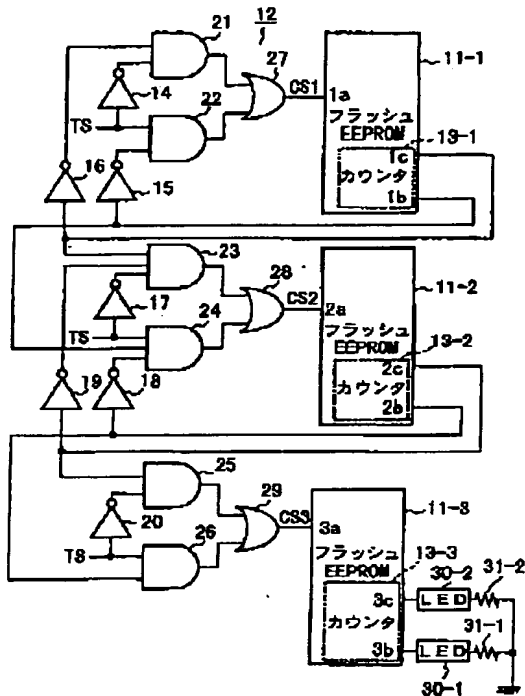 12
21
27
11-1
CS1
1a
14
フラッシュ
EEPROM
22
13-1
TS
1c
カウンタ
1b
16
15
23
28
11-2
CS2
2a
17
フラッシュ
EEPROM
24
13-2
TS
2c
カウンタ
2b
19
18
25
29
11-3
CS3
3a
20
フラッシュ
EEPROM
26
13-3
30-2
31-2
TS
3c
LED
31-1
カウンタ
3b
LED
30-1